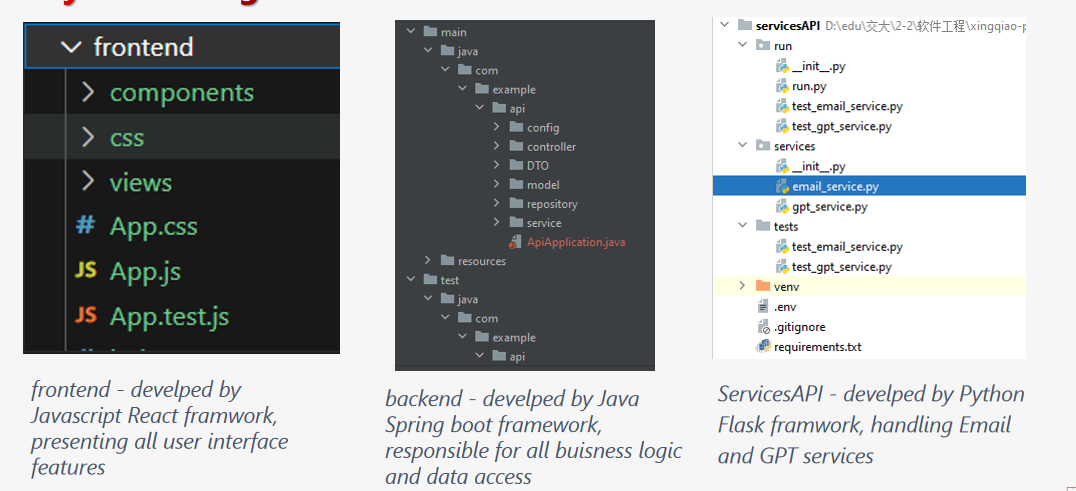 frontend
components
css
views
# App.css
JS App.js
JS App.test.js
frontend - develped by
Javascript React framwork,
presenting all user interface
features
main
java
com
example
api
config
controller
DTO
model
repository
service
ApiApplication.java
resources
test
java
com
example
api
backend - develped by Java
Spring boot framework,
responsible for all buisness logic
and data access
servicesAPI D:\edu\交大\2-2\软件工程\xingqiao-p
run
__init__.py
run.py
test_email_service.py
test_gpt_service.py
services
__init__.py
email_service.py
gpt_service.py
tests
test_email_service.py
test_gpt_service.py
venv
.env
.gitignore
requirements.txt
ServicesAPI - develped by Python
Flask framwork, handling Email
and GPT services